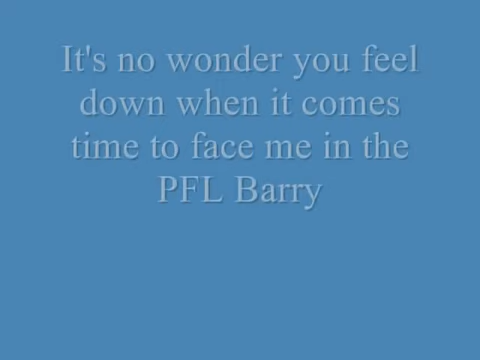 It's no wonder you feel
down when it comes
time to face me in the
PFL Barry